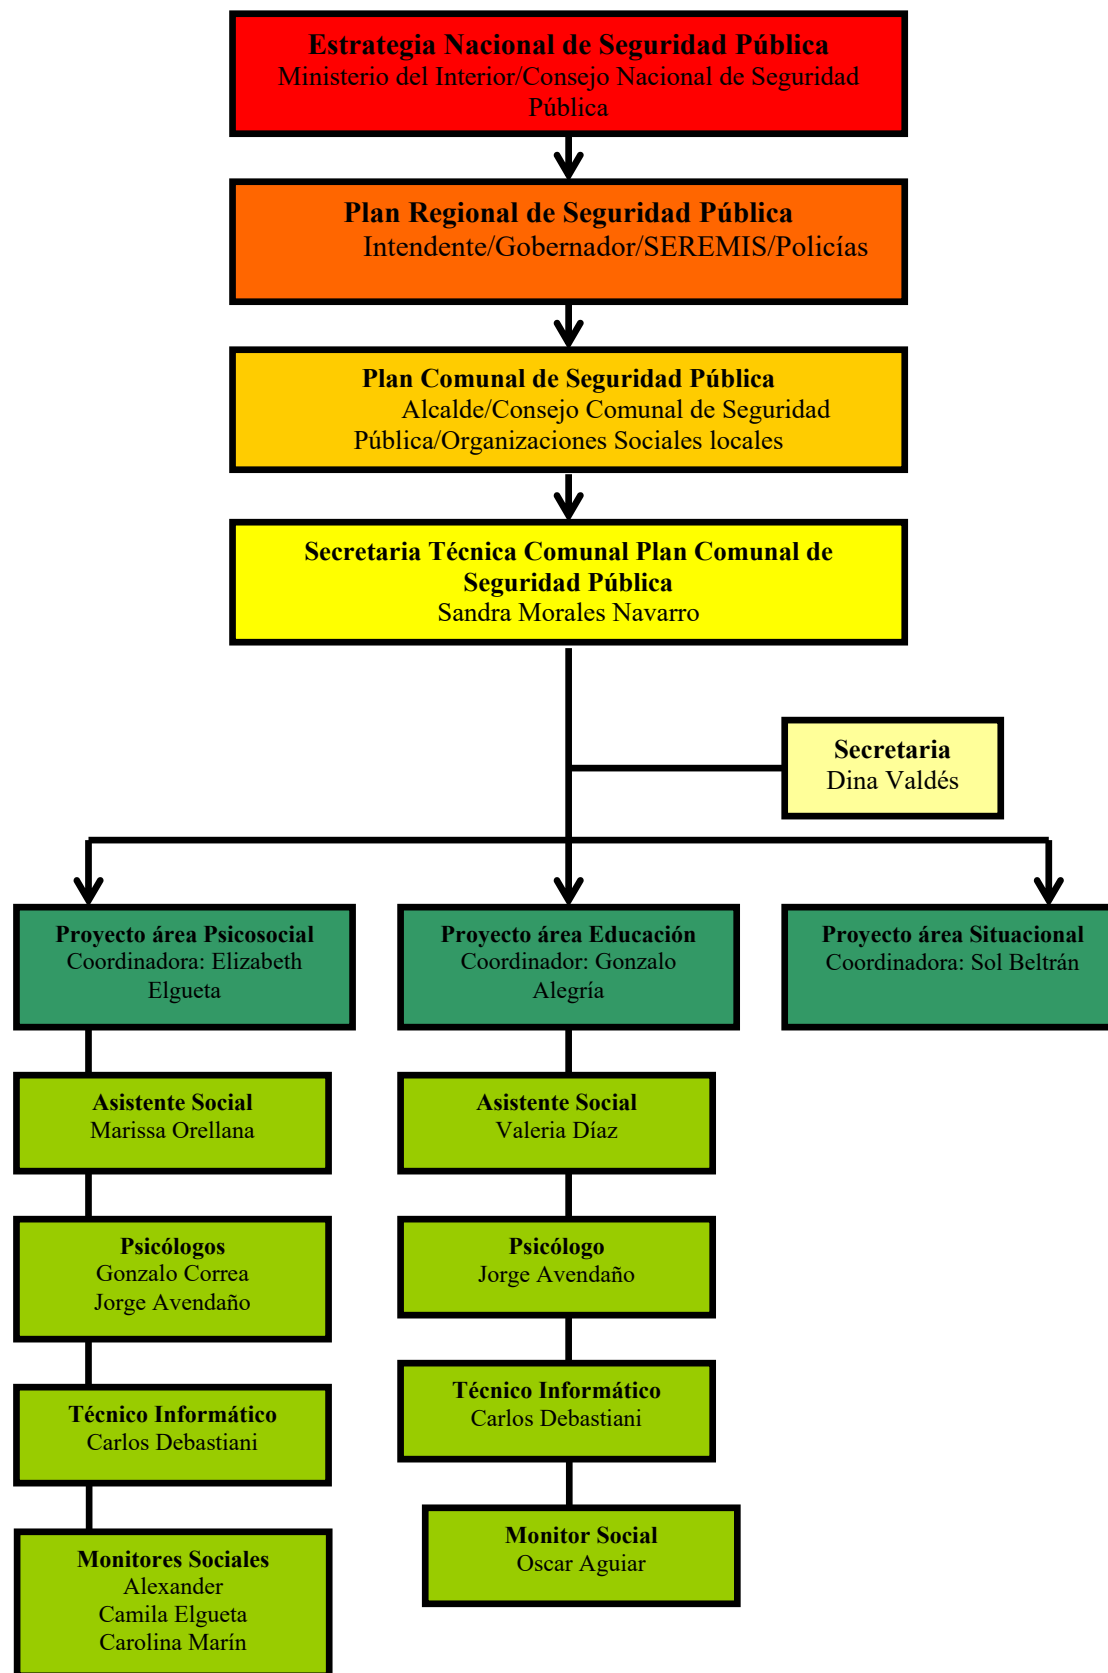 Estrategia Nacional de Seguridad Pública
Ministerio del Interior/Consejo Nacional de Seguridad
Pública
Plan Regional de Seguridad Pública
Intendente/Gobernador/SEREMIS/Policías
Plan Comunal de Seguridad Pública
Alcalde/Consejo Comunal de Seguridad
Pública/Organizaciones Sociales locales
Secretaria Técnica Comunal Plan Comunal de
Seguridad Pública
Sandra Morales Navarro
Secretaria
Dina Valdés
Proyecto área Psicosocial
Coordinadora: Elizabeth
Elgueta
Asistente Social
Marissa Orellana
Psicólogos
Gonzalo Correa
Jorge Avendaño
Técnico Informático
Carlos Debastiani
Monitores Sociales
Alexander
Camila Elgueta
Carolina Marín
Proyecto área Educación
Coordinador: Gonzalo
Alegría
Asistente Social
Valeria Díaz
Psicólogo
Jorge Avendaño
Técnico Informático
Carlos Debastiani
Monitor Social
Oscar Aguiar
Proyecto área Situacional
Coordinadora: Sol Beltrán